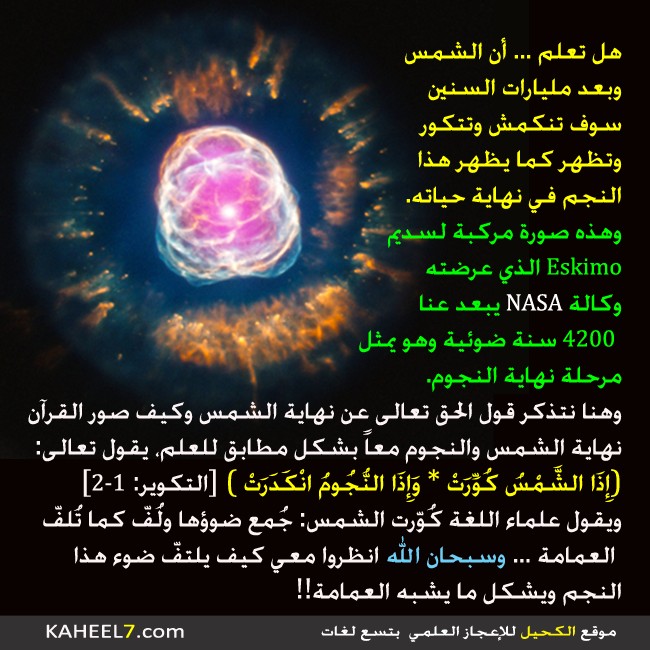 هل تعلم ... أن الشمس
وبعد مليارات السنين
سوف تنكمش وتتكور
وتظهر كما يظهر هذا
النجم في نهاية حياته.
وهذه صورة مركبة لسديم
Eskimo الذي عرضته
وكالة NASA يبعد عنا
4200 سنة ضوئية وهو يمثل
مرحلة نهاية النجوم.
وهنا نتذكر قول الحق تعالى عن نهاية الشمس وكيف صور القرآن
نهاية الشمس والنجوم معاً بشكل مطابق للعلم، يقول تعالى:
(إِذَا الشَّمْسُ كُوِّرَتْ * وَإِذَا النُّجُومُ انْكَدَرَتْ ) [التكوير: 1-2]
ويقول علماء اللغة كُوّرت الشمس: جُمع ضوؤها ولُفّ كما تُلفّ
العمامة ... وسبحان الله انظروا معي كيف يلتفّ ضوء هذا
النجم ويشكل ما يشبه العمامة!!
موقع الكحيل للإعجاز العلمي بتسع لغات
KAHEEL7.com